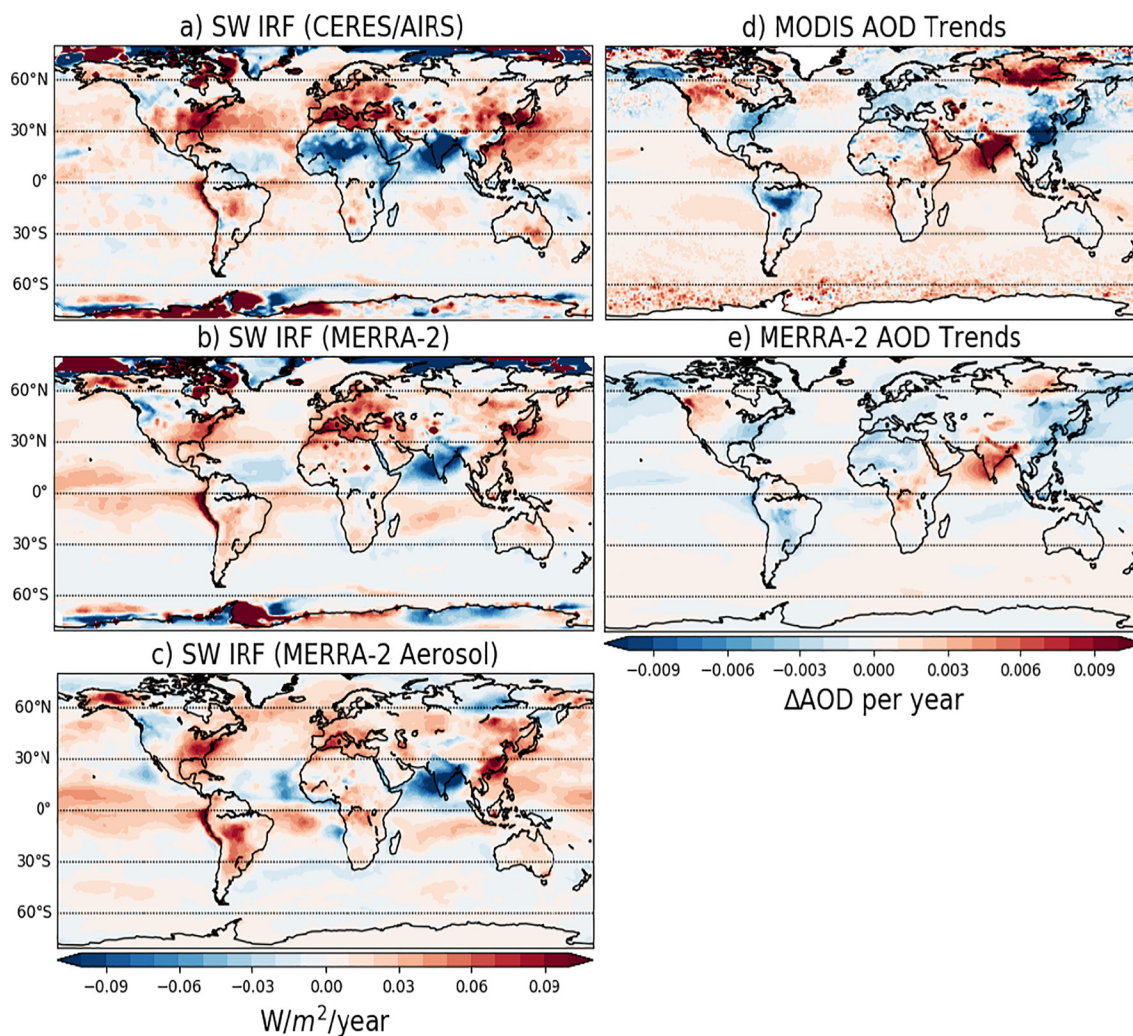 a) SW IRF (CERES/AIRS)
60°N
30°N
0°
30°S
60°S
d) MODIS AOD Trends
b) SW IRF (MERRA-2)
60°N
30°N
0°
30°S
60°S
e) MERRA-2 AOD Trends
−0.009 −0.006 −0.003 0.000 0.003 0.006 0.009
ΔAOD per year
c) SW IRF (MERRA-2 Aerosol)
60°N
30°N
0°
30°S
60°S
−0.09 −0.06 −0.03 0.00 0.03 0.06 0.09
W/m²/year